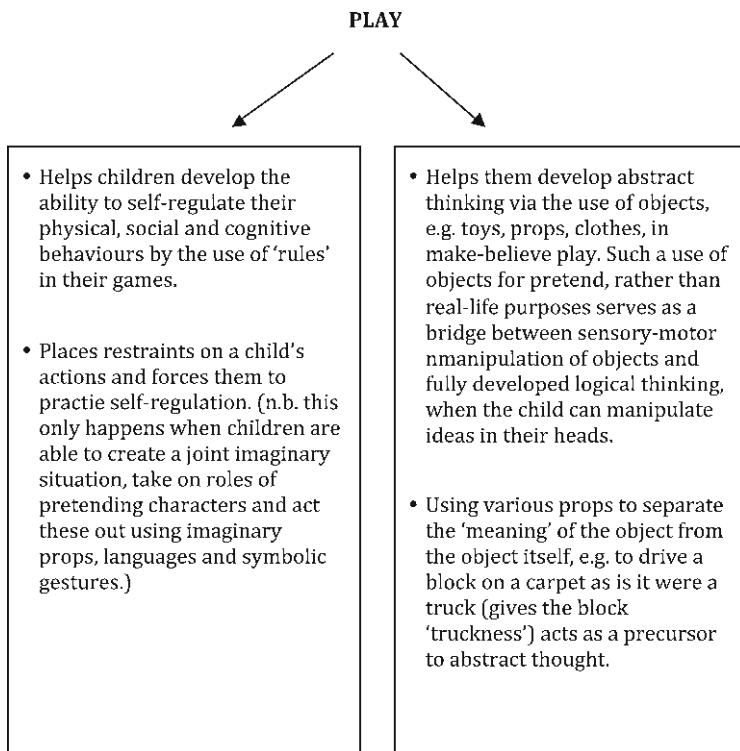 PLAY
• Helps children develop the
ability to self-regulate their
physical, social and cognitive
behaviours by the use of ‘rules’
in their games.
• Places restraints on a child’s
actions and forces them to
practie self-regulation. (n.b. this
only happens when children are
able to create a joint imaginary
situation, take on roles of
pretending characters and act
these out using imaginary
props, languages and symbolic
gestures.)
• Helps them develop abstract
thinking via the use of objects,
e.g. toys, props, clothes, in
make-believe play. Such a use of
objects for pretend, rather than
real-life purposes serves as a
bridge between sensory-motor
nmanipulation of objects and
fully developed logical thinking,
when the child can manipulate
ideas in their heads.
• Using various props to separate
the ‘meaning’ of the object from
the object itself, e.g. to drive a
block on a carpet as is it were a
truck (gives the block
‘truckness’) acts as a precursor
to abstract thought.